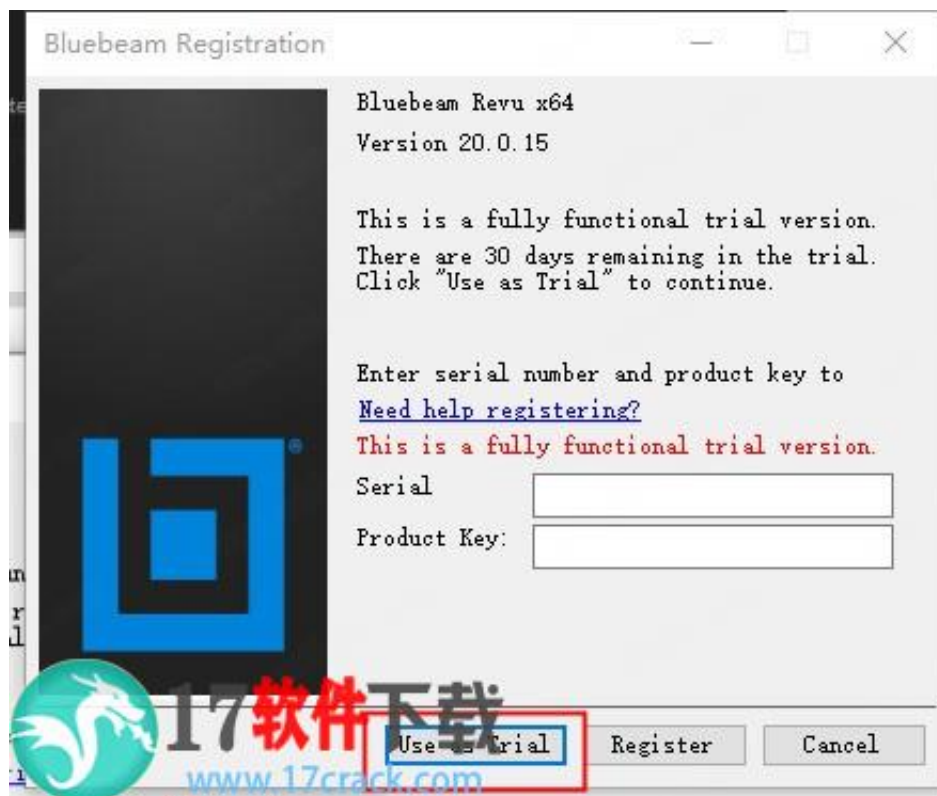 Bluebeam Registration
Bluebeam Revu x64
Version 20.0.15
This is a fully functional trial version.
There are 30 days remaining in the trial.
Click "Use as Trial" to continue.
Enter serial number and product key to
Need help registering?
This is a fully functional trial version.
Serial
Product Key:
17软件下载
Use as Trial
Register
Cancel
www.17crack.com